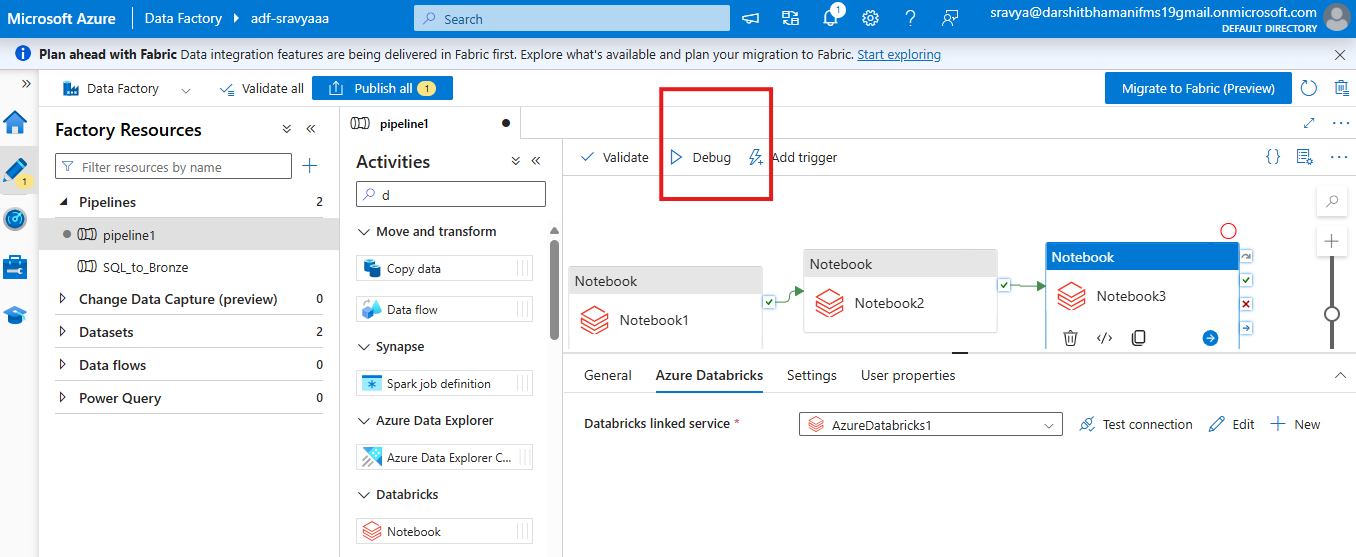 Microsoft Azure Data Factory > adf-sravyaaa Search 1 sravya@darshitbhamanifms19gmail.onmicrosoft.com
DEFAULT DIRECTORY
Plan ahead with Fabric Data integration features are being delivered in Fabric first. Explore what's available and plan your migration to Fabric. Start exploring
Data Factory Validate all Publish all 1 Migrate to Fabric (Preview)
1
Factory Resources
Filter resources by name
Pipelines 2
pipeline1
SQL_to_Bronze
Change Data Capture (preview) 0
Datasets 2
Data flows 0
Power Query 0
pipeline1
Activities
d
Move and transform
Copy data
Data flow
Synapse
Spark job definition
Azure Data Explorer
Azure Data Explorer C...
Databricks
Notebook
Validate Debug Add trigger
Notebook
Notebook1
Notebook
Notebook2
Notebook
Notebook3
General Azure Databricks Settings User properties
Databricks linked service * AzureDatabricks1 Test connection Edit New